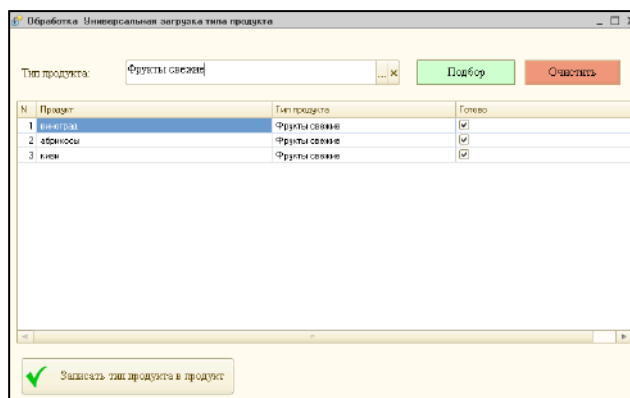 Обработка Универсальная загрузка типа продукта
Тип продукта: Фрукты свежие ... × Подбор Очистить
N Продукт Тип продукта Готово
1 виноград Фрукты свежие
2 абрикосы Фрукты свежие
3 киви Фрукты свежие
Записать тип продукта в продукт